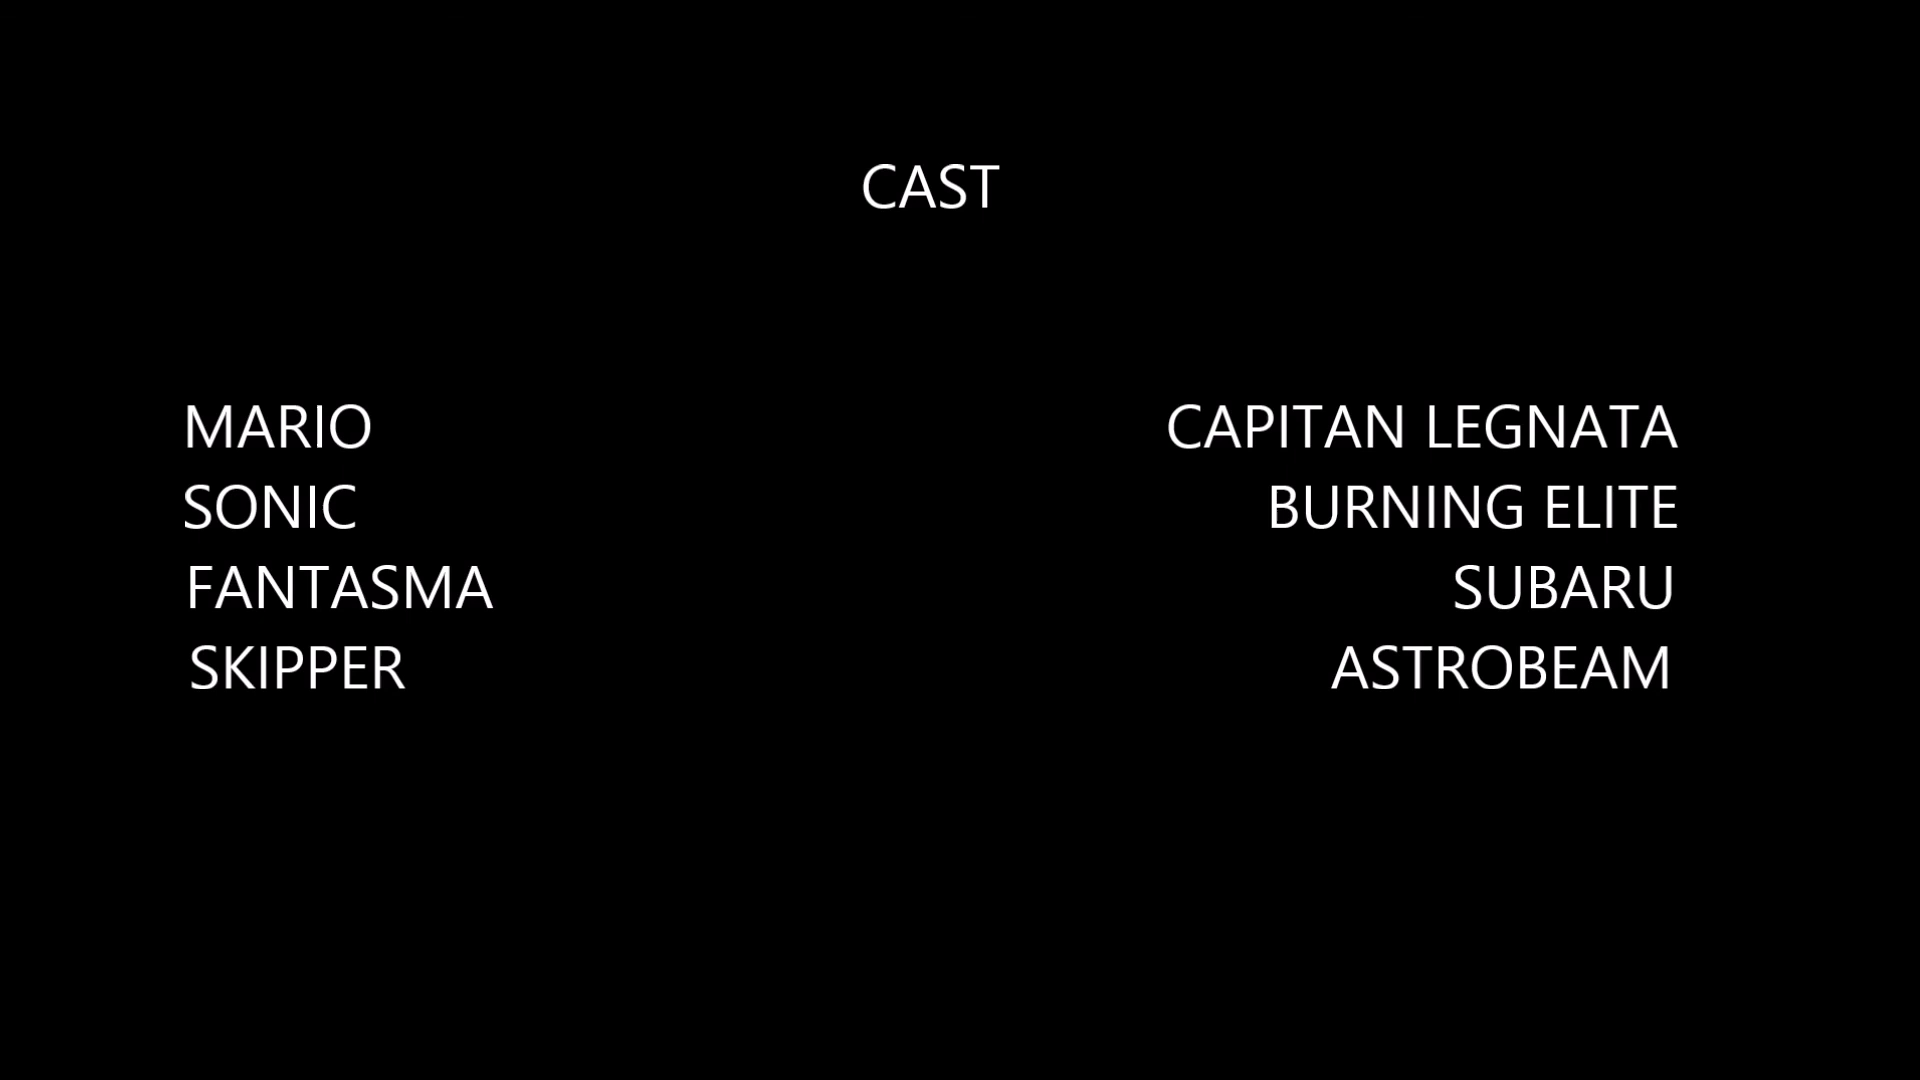 CAST
MARIO CAPITAN LEGNATA
SONIC BURNING ELITE
FANTASMA SUBARU
SKIPPER ASTROBEAM